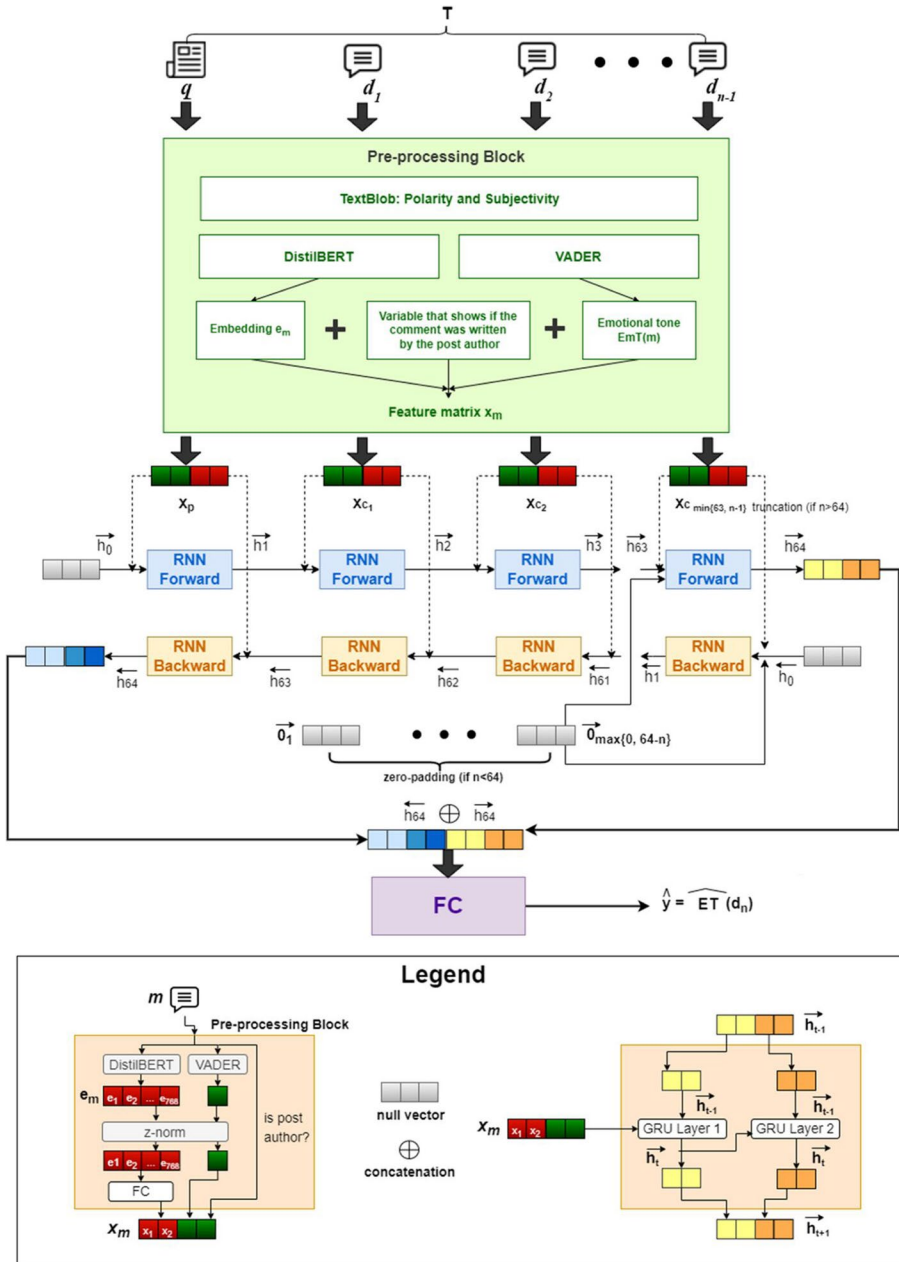 T
q d1 d2 dn-1
Pre-processing Block
TextBlob: Polarity and Subjectivity
DistilBERT VADER
Embedding em + Variable that shows if the comment was written by the post author + Emotional tone EmT(m)
Feature matrix xm
xp xc1 xc2 xc min{63, n-1} truncation (if n>64)
h0 h1 h2 h3 h63 h64
RNN Forward RNN Forward RNN Forward RNN Forward
RNN Backward RNN Backward RNN Backward RNN Backward
h64 h63 h62 h61 h1 h0
01 0max{0, 64-n}
zero-padding (if n<64)
h64 ⊕ h64
FC ŷ = ET (dn)
Legend
m
Pre-processing Block
DistilBERT VADER
em e1 e2 ... e768
z-norm
e1 e2 ... e768
is post author?
FC
xm x1 x2
null vector
⊕
concatenation
ht-1
ht-1 ht-1
xm x1 x2
GRU Layer 1 GRU Layer 2
ht ht
ht+1